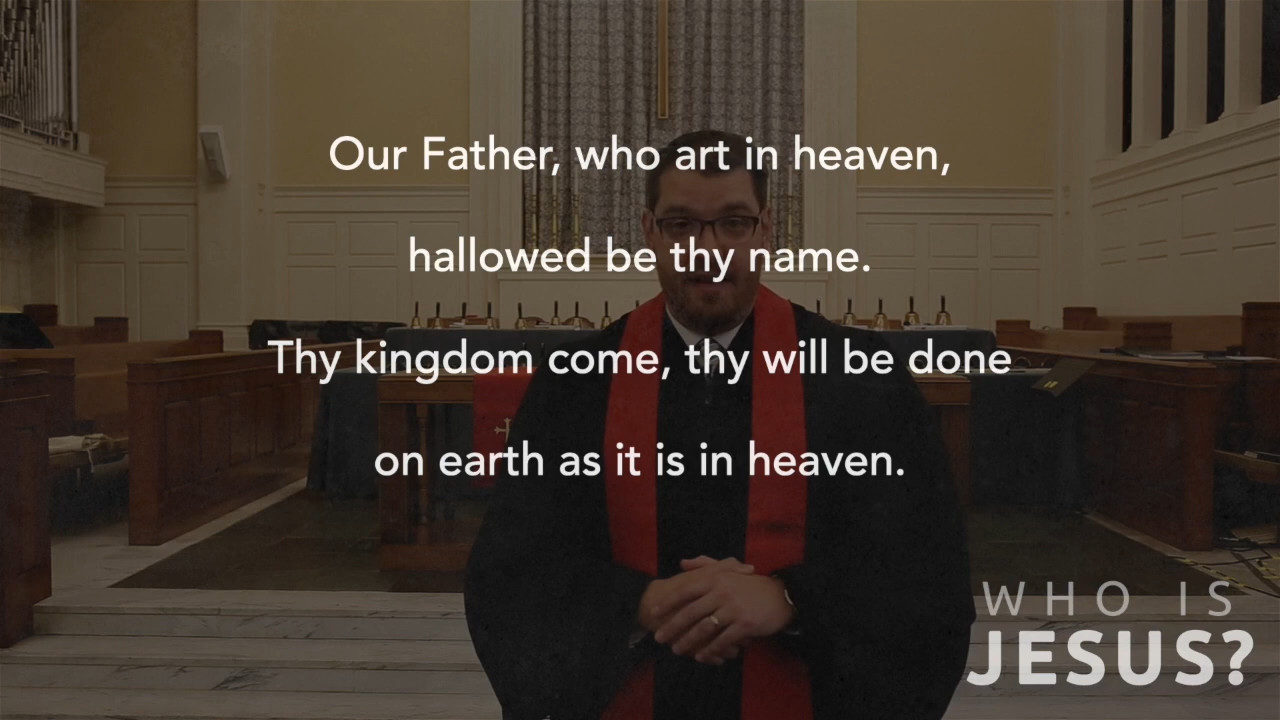 Our Father, who art in heaven,
hallowed be thy name.
Thy kingdom come, thy will be done
on earth as it is in heaven.
WHO IS
JESUS?